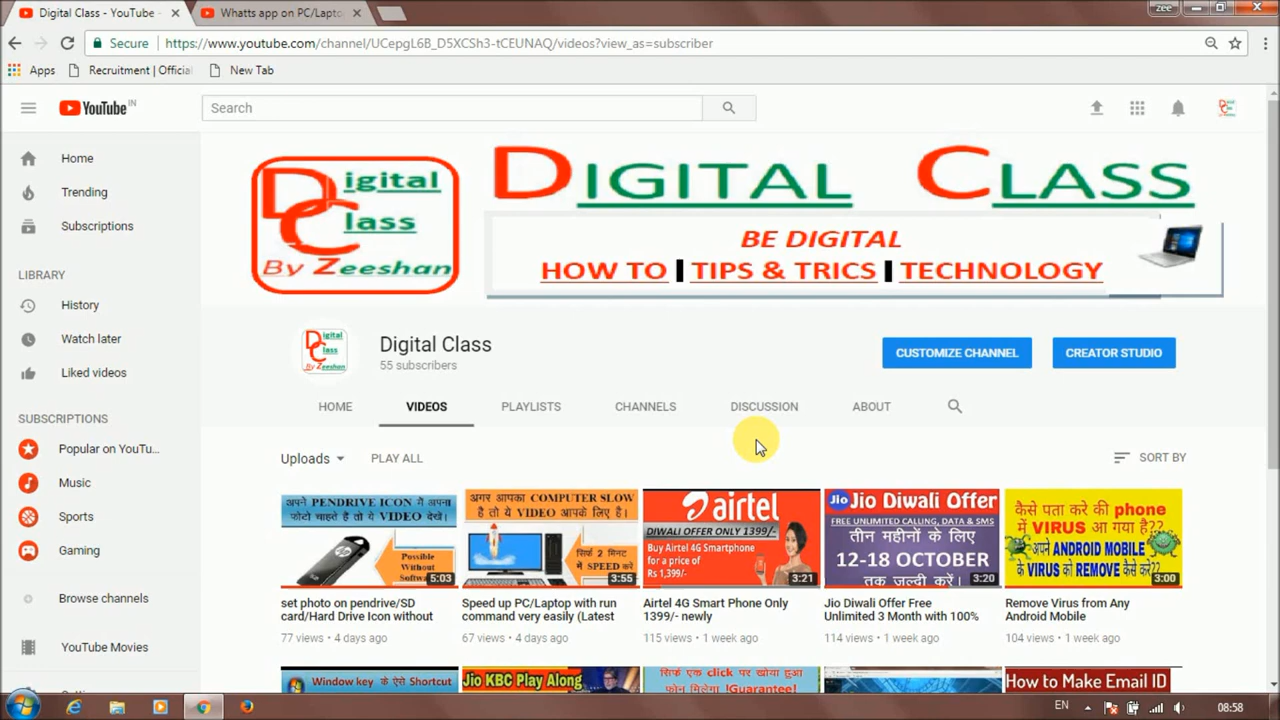 Digital Class - YouTube -
Whatts app on PC/Lapto
zee
Secure
https://www.youtube.com/channel/UCepgL6B_D5XCSh3-tCEUNAQ/videos?view_as=subscriber
Apps
Recruitment | Official
New Tab
YouTube IN
Search
Home
Trending
Subscriptions
LIBRARY
History
Watch later
Liked videos
SUBSCRIPTIONS
Popular on YouTu...
Music
Sports
Gaming
Browse channels
YouTube Movies
Digital
Class
By Zeeshan
DIGITAL CLASS
BE DIGITAL
HOW TO | TIPS & TRICS | TECHNOLOGY
Digital Class
55 subscribers
CUSTOMIZE CHANNEL
CREATOR STUDIO
HOME
VIDEOS
PLAYLISTS
CHANNELS
DISCUSSION
ABOUT
Uploads
PLAY ALL
SORT BY
अपने PENDRIVE ICON में अपना
फोटो चाहते हैं तो ये VIDEO देखें।
Possible
Without
5:03
set photo on pendrive/SD
card/Hard Drive Icon without
77 views • 4 days ago
अगर आपका COMPUTER SLOW
है तो ये VIDEO आपके लिए है।
सिर्फ 2 मिनट
में SPEED करे
3:55
Speed up PC/Laptop with run
command very easily (Latest
67 views • 4 days ago
airtel
DIWALI OFFER ONLY 1399/-
Buy Airtel 4G Smartphone
for a price of
Rs 1,399/-
3:21
Airtel 4G Smart Phone Only
1399/- newly
115 views • 1 week ago
Jio Jio Diwali Offer
FREE UNLIMITED CALLING, DATA & SMS
तीन महीनों के लिए
12-18 OCTOBER
तक जल्दी करें।
3:20
Jio Diwali Offer Free
Unlimited 3 Month with 100%
114 views • 1 week ago
कैसे पता करे की phone
में VIRUS आ गया है??
अपने ANDROID MOBILE
के VIRUS को REMOVE कैसे करें?
3:00
Remove Virus from Any
Android Mobile
104 views • 1 week ago
Window key के ऐसे Shortcut
Jio KBC Play Along
सिर्फ एक click पर खोया हुआ
फोन मिलेगा !Guarantee!
How to Make Email ID
EN
08:58